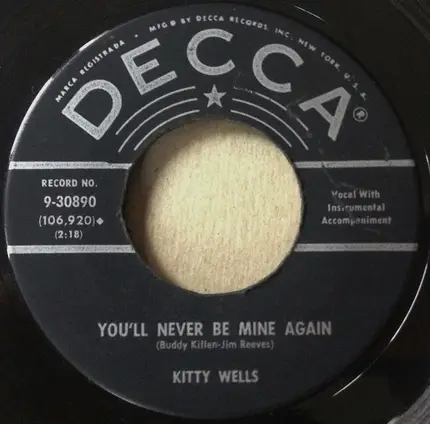 MARCA REGISTRADA • MF'G BY DECCA RECORDS, INC., NEW YORK, U.S.A.
DECCA®
RECORD NO.
9-30890
(106,920)◆
(2:18)
Vocal With
Instrumental
Accompaniment
YOU'LL NEVER BE MINE AGAIN
(Buddy Killen-Jim Reeves)
KITTY WELLS